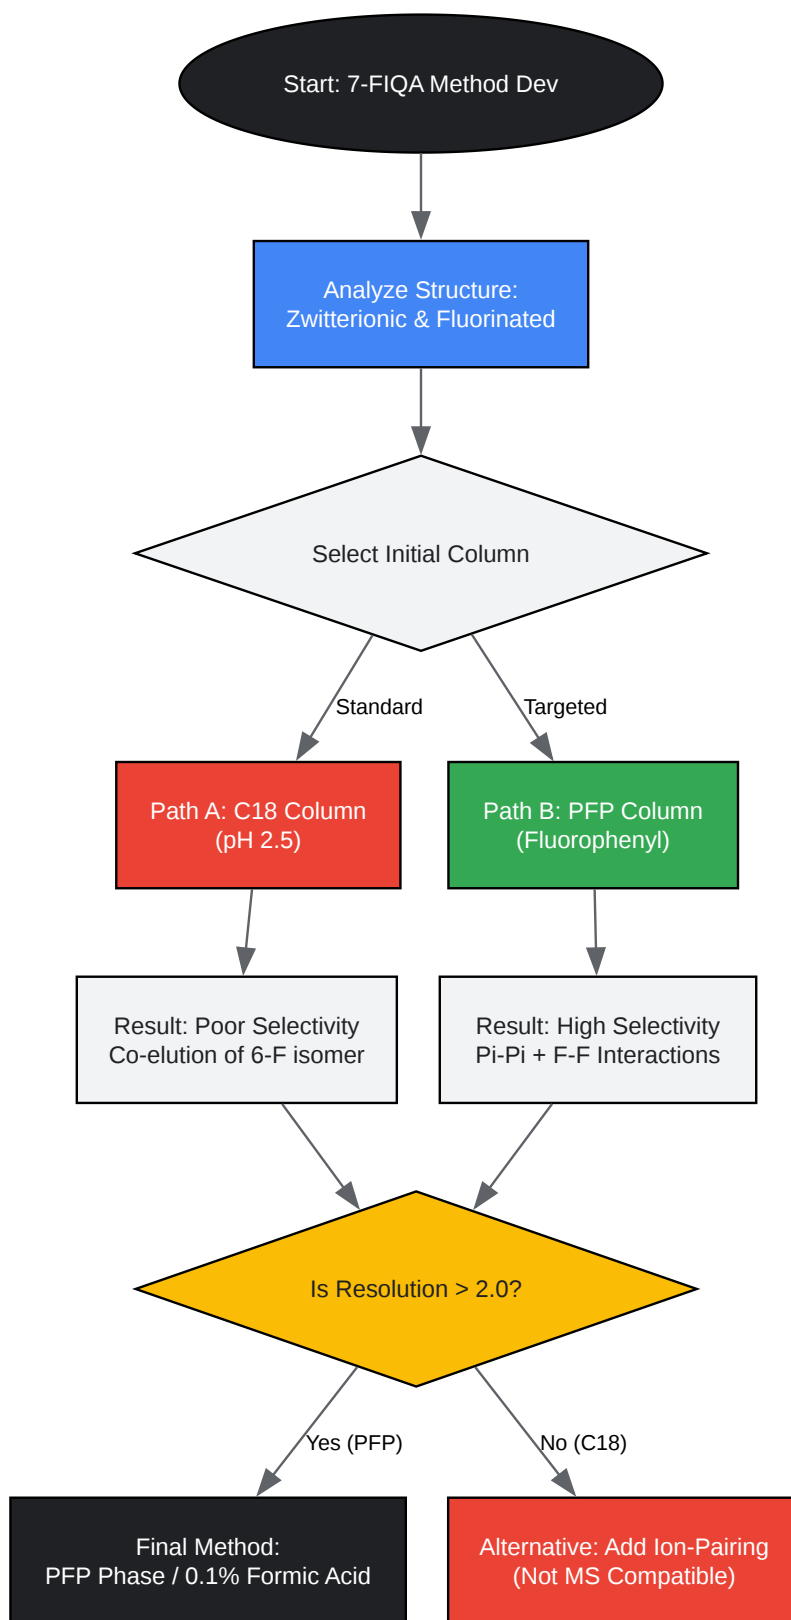 Start: 7-FIQA Method Dev
Analyze Structure:
Zwitterionic & Fluorinated
Select Initial Column
Standard
Targeted
Path A: C18 Column
(pH 2.5)
Path B: PFP Column
(Fluorophenyl)
Result: Poor Selectivity
Co-elution of 6-F isomer
Result: High Selectivity
Pi-Pi + F-F Interactions
Is Resolution > 2.0?
Yes (PFP)
No (C18)
Final Method:
PFP Phase / 0.1% Formic Acid
Alternative: Add Ion-Pairing
(Not MS Compatible)